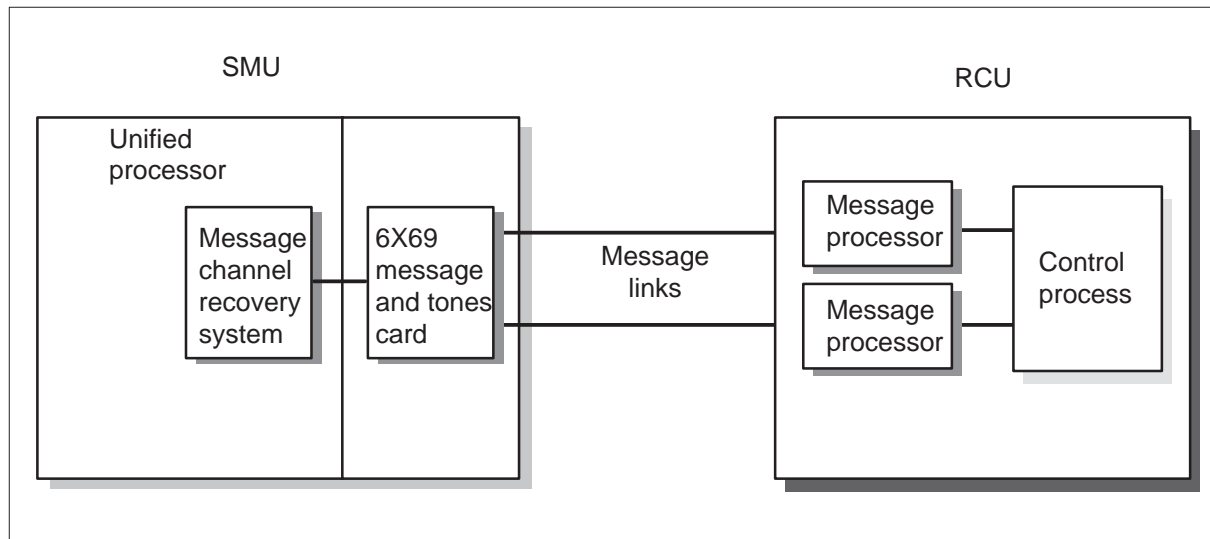 SMU
RCU
Unified
processor
Message
channel
recovery
system
6X69
message
and tones
card
Message
links
Message
processor
Message
processor
Control
process